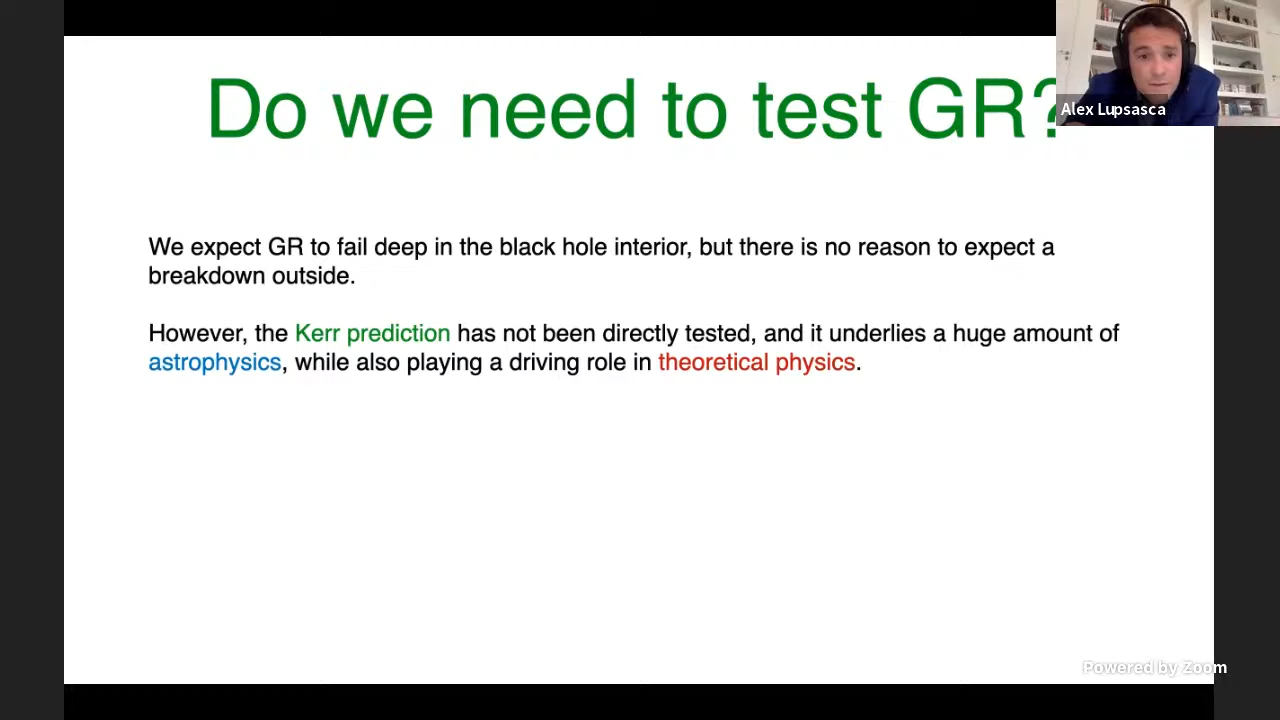 Do we need to test GR?
Alex Lupsasca
We expect GR to fail deep in the black hole interior, but there is no reason to expect a
breakdown outside.
However, the Kerr prediction has not been directly tested, and it underlies a huge amount of
astrophysics, while also playing a driving role in theoretical physics.
Powered by Zoom